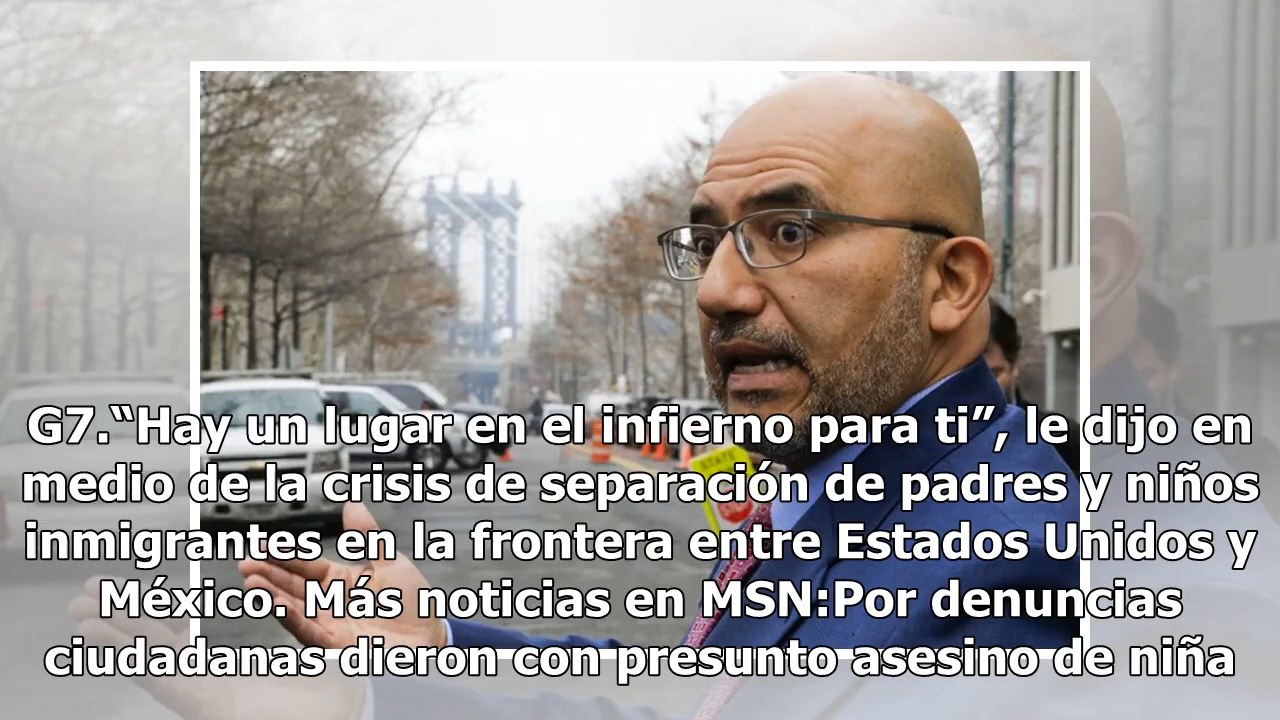 G7.“Hay un lugar en el infierno para ti”, le dijo en
medio de la crisis de separación de padres y niños
inmigrantes en la frontera entre Estados Unidos y
México. Más noticias en MSN:Por denuncias
ciudadanas dieron con presunto asesino de niña
STATE